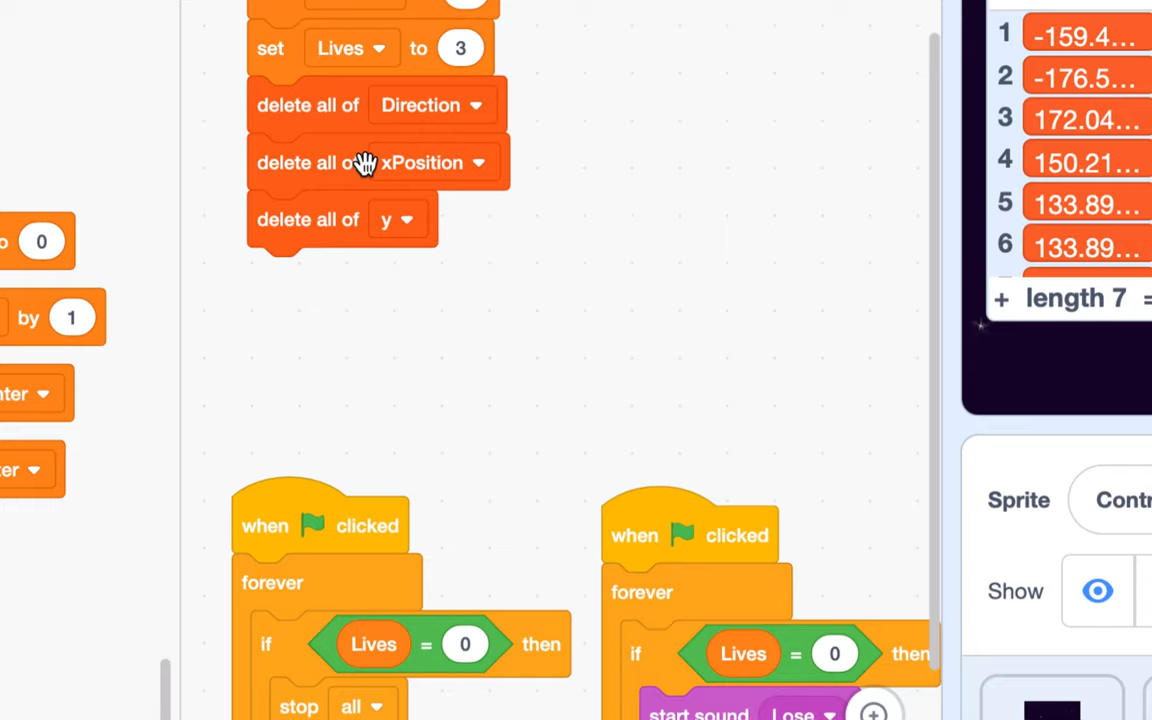 set Lives to 3
delete all of Direction
delete all of xPosition
delete all of y
0
by 1
when clicked
forever
if Lives = 0 then
stop all
when clicked
forever
if Lives = 0 then
start sound Lose
1 -159.4...
2 -176.5...
3 172.04...
4 150.21...
5 133.89...
6 133.89...
+ length 7 =
Sprite Contr
Show